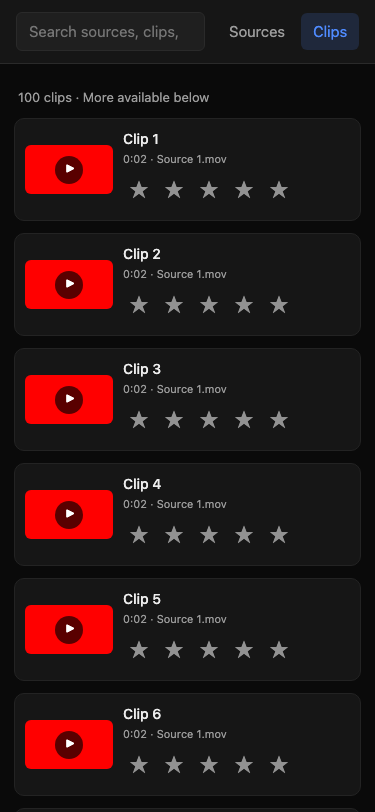 Search sources, clips,
Sources
Clips
100 clips · More available below
Clip 1
0:02 · Source 1.mov
Clip 2
0:02 · Source 1.mov
Clip 3
0:02 · Source 1.mov
Clip 4
0:02 · Source 1.mov
Clip 5
0:02 · Source 1.mov
Clip 6
0:02 · Source 1.mov